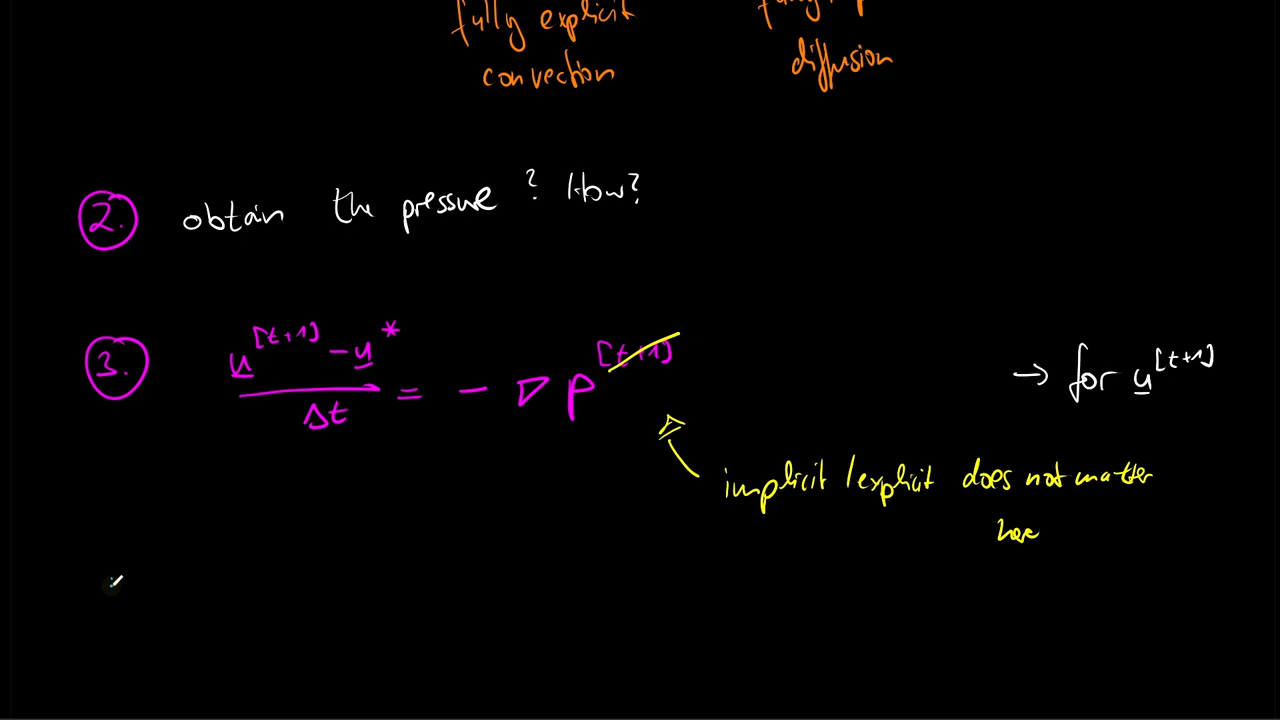 fully explicit
convection
diffusion
2. obtain the pressure? How?
3. (u^[t+1] - u^*) / Δt = - ∇ p^[t+1] → for u^[t+1]
implicit / explicit does not matter
here